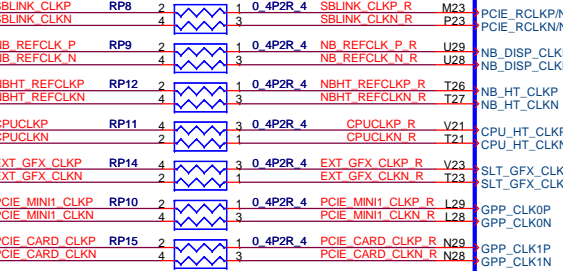 SBLINK_CLKP RP8 2 1 0_4P2R_4 SBLINK_CLKP_R M23 PCIE_RCLKP/N
SBLINK_CLKN 4 3 SBLINK_CLKN_R P23 PCIE_RCLKN/N
NB_REFCLK_P RP9 2 1 0_4P2R_4 NB_REFCLK_P_R U29 NB_DISP_CLK
NB_REFCLK_N 4 3 NB_REFCLK_N_R U28 NB_DISP_CLK
NBHT_REFCLKP RP12 2 1 0_4P2R_4 NBHT_REFCLKP_R T26 NB_HT_CLKP
NBHT_REFCLKN 4 3 NBHT_REFCLKN_R T27 NB_HT_CLKN
CPUCLKP RP11 4 3 0_4P2R_4 CPUCLKP_R V21 CPU_HT_CLKP
CPUCLKN 2 1 CPUCLKN_R T21 CPU_HT_CLKN
EXT_GFX_CLKP RP14 4 3 0_4P2R_4 EXT_GFX_CLKP_R V23 SLT_GFX_CLK
EXT_GFX_CLKN 2 1 EXT_GFX_CLKN_R T23 SLT_GFX_CLK
PCIE_MINI1_CLKP RP10 2 1 0_4P2R_4 PCIE_MINI1_CLKP_R L29 GPP_CLK0P
PCIE_MINI1_CLKN 4 3 PCIE_MINI1_CLKN_R L28 GPP_CLK0N
PCIE_CARD_CLKP RP15 2 1 0_4P2R_4 PCIE_CARD_CLKP_R N29 GPP_CLK1P
PCIE_CARD_CLKN 4 3 PCIE_CARD_CLKN_R N28 GPP_CLK1N